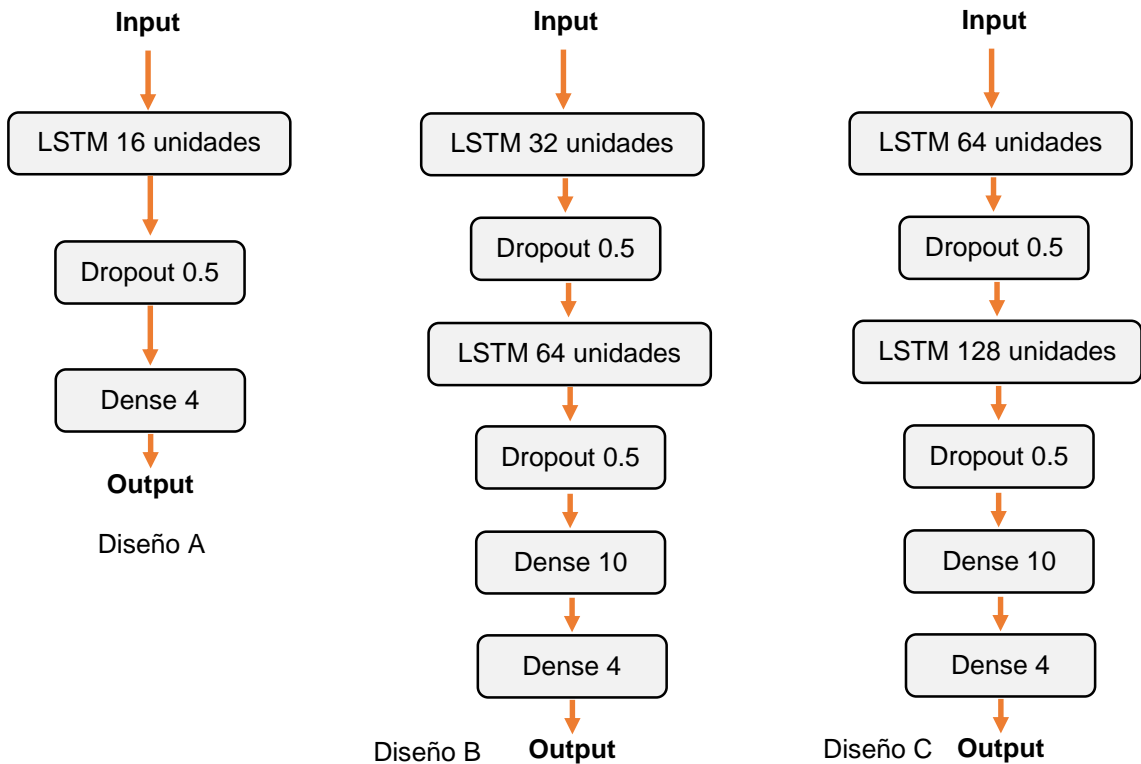 Input
LSTM 16 unidades
Dropout 0.5
Dense 4
Output
Diseño A
Input
LSTM 32 unidades
Dropout 0.5
LSTM 64 unidades
Dropout 0.5
Dense 10
Dense 4
Diseño B
Output
Input
LSTM 64 unidades
Dropout 0.5
LSTM 128 unidades
Dropout 0.5
Dense 10
Dense 4
Diseño C
Output